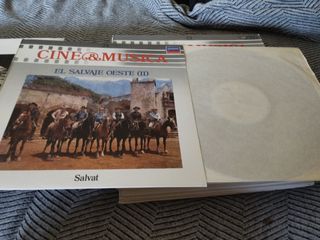 CINE & MUSICA
EL SALVAJE OESTE (II)
Salvat